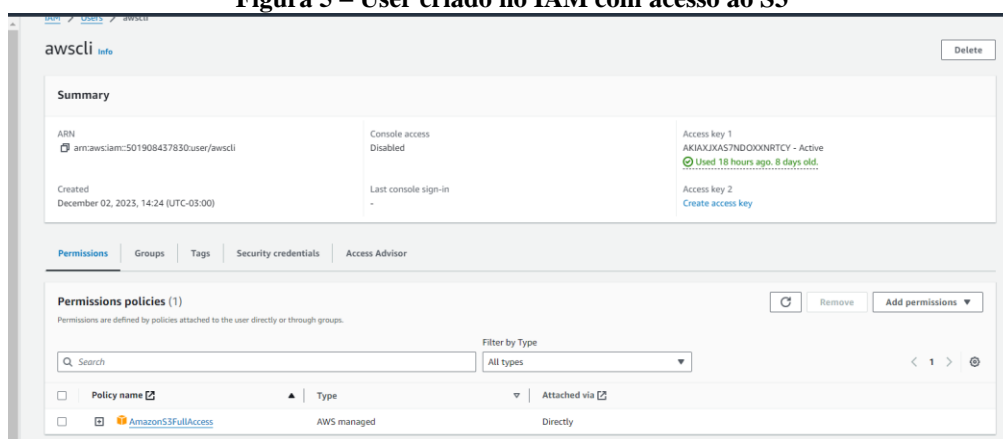 Figura 5 – User criado no IAM com acesso ao S3
IAM > Users > awscli
awscli Info
Delete
Summary
ARN
arn:aws:iam::501908437830:user/awscli
Console access
Disabled
Access key 1
AKIAXJXAS7NDOXXNRTCY - Active
Used 18 hours ago. 8 days old.
Created
December 02, 2023, 14:24 (UTC-03:00)
Last console sign-in
-
Access key 2
Create access key
Permissions Groups Tags Security credentials Access Advisor
Permissions policies (1)
Remove Add permissions
Permissions are defined by policies attached to the user directly or through groups.
Filter by Type
Search All types
1
Policy name Type Attached via
AmazonS3FullAccess AWS managed Directly